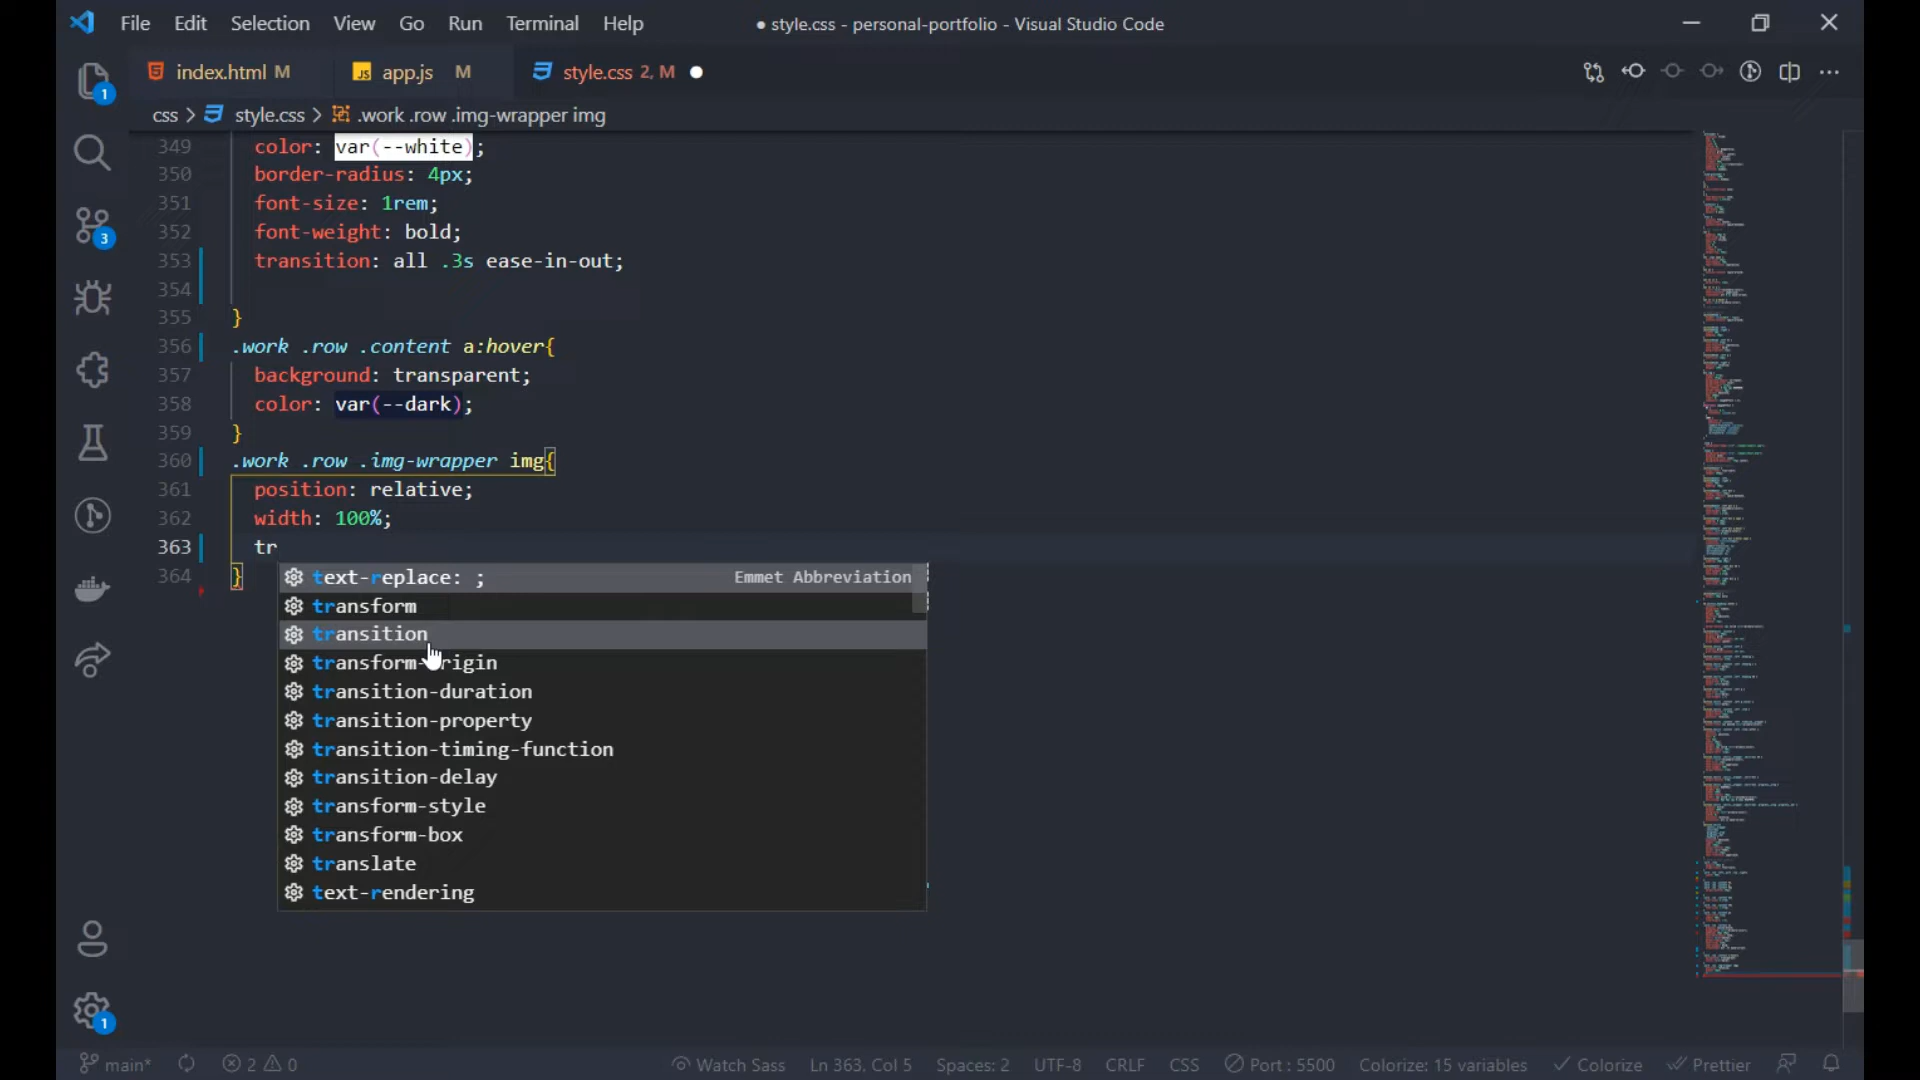 File Edit Selection View Go Run Terminal Help ● style.css - personal-portfolio - Visual Studio Code
index.html M app.js M style.css 2, M
css > style.css > .work .row .img-wrapper img
349 color: var(--white);
350 border-radius: 4px;
351 font-size: 1rem;
352 font-weight: bold;
353 transition: all .3s ease-in-out;
354
355 }
356 .work .row .content a:hover{
357 background: transparent;
358 color: var(--dark);
359 }
360 .work .row .img-wrapper img{
361 position: relative;
362 width: 100%;
363 tr
364 }
text-replace: ; Emmet Abbreviation
transform
transition
transform-origin
transition-duration
transition-property
transition-timing-function
transition-delay
transform-style
transform-box
translate
text-rendering
1
3
1
main* 2 0 Watch Sass Ln 363, Col 5 Spaces: 2 UTF-8 CRLF CSS Port : 5500 Colorize: 15 variables Colorize Prettier